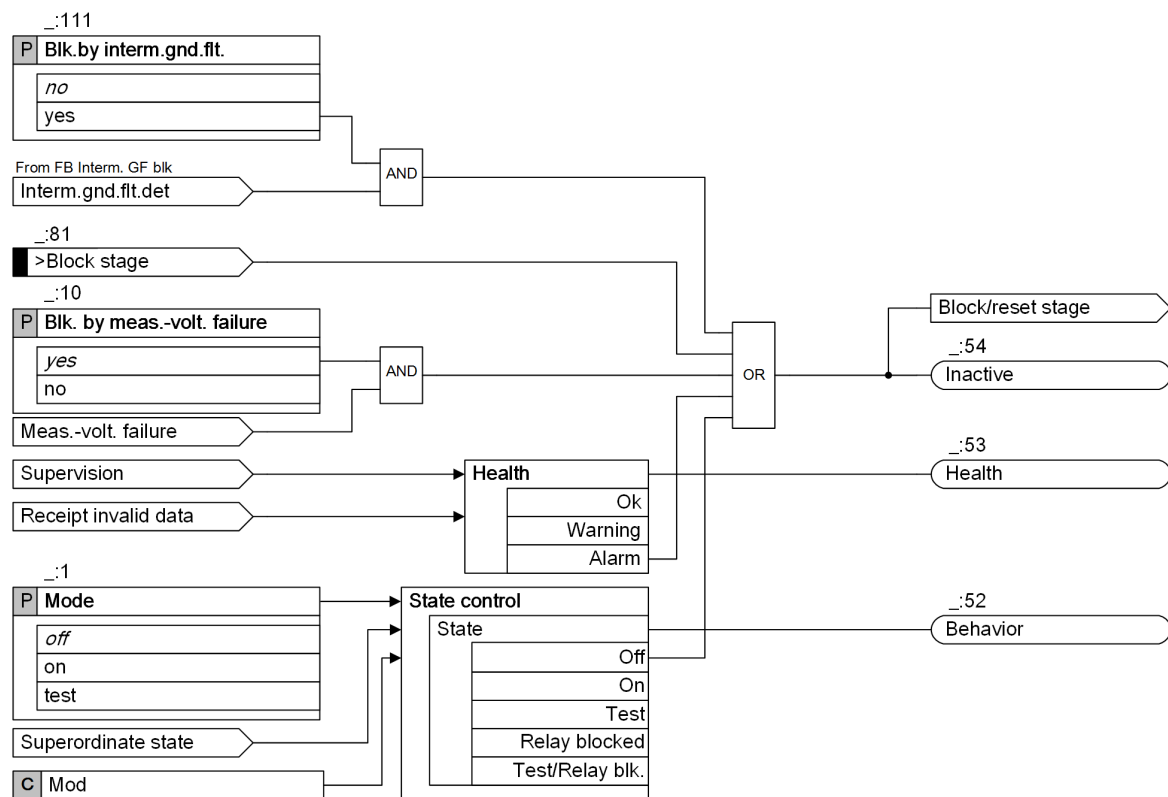 _:111
P Blk.by interm.gnd.flt.
no
yes
From FB Interm. GF blk
Interm.gnd.flt.det
AND
_:81
>Block stage
_:10
P Blk. by meas.-volt. failure
yes
no
AND
Meas.-volt. failure
OR
Block/reset stage
_:54
Inactive
Supervision
Receipt invalid data
Health
Ok
Warning
Alarm
_:53
Health
_:1
P Mode
off
on
test
Superordinate state
C Mod
State control
State
Off
On
Test
Relay blocked
Test/Relay blk.
_:52
Behavior